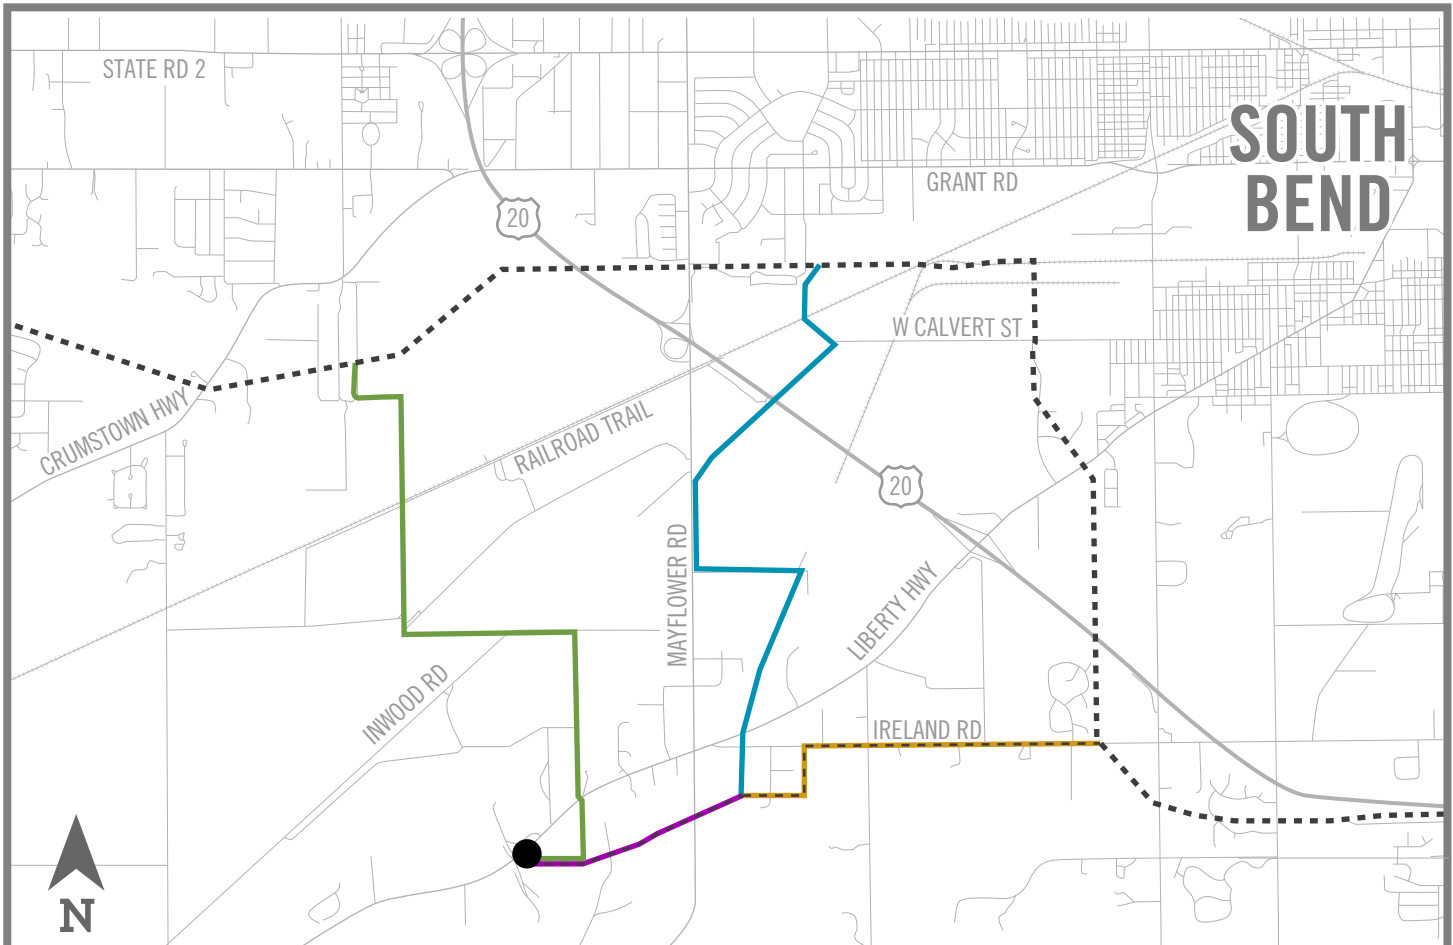 STATE RD 2
SOUTH
BEND
GRANT RD
20
W CALVERT ST
CRUMSTOWN HWY
RAILROAD TRAIL
20
MAYFLOWER RD
LIBERTY HWY
INWOOD RD
IRELAND RD
N